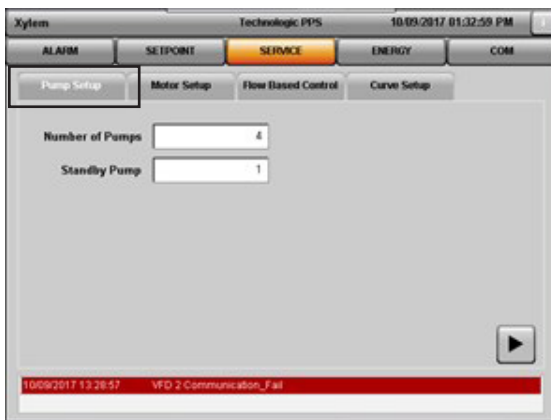 Xylem Technologic PPS 10/09/2017 01:32:59 PM
ALARM SETPOINT SERVICE ENERGY COM
Pump Setup Motor Setup Flow Based Control Curve Setup
Number of Pumps 4
Standby Pump 1
10/09/2017 13:28:57 VFD 2 Communication_Fail